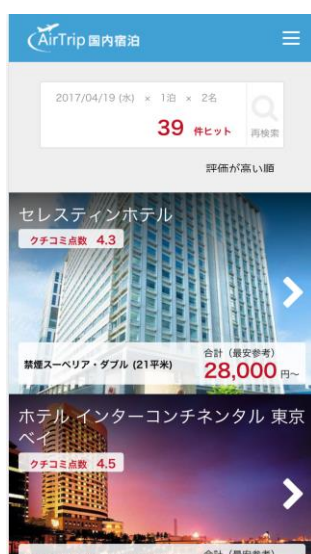 AirTrip 国内宿泊
2017/04/19 (水) × 1泊 × 2名
39 件ヒット
再検索
評価が高い順
セレスティンホテル
クチコミ点数 4.3
禁煙スーペリア・ダブル (21平米)
合計（最安参考）
28,000 円～
ホテル インターコンチネンタル 東京
ベイ
クチコミ点数 4.5
合計（最安参考）